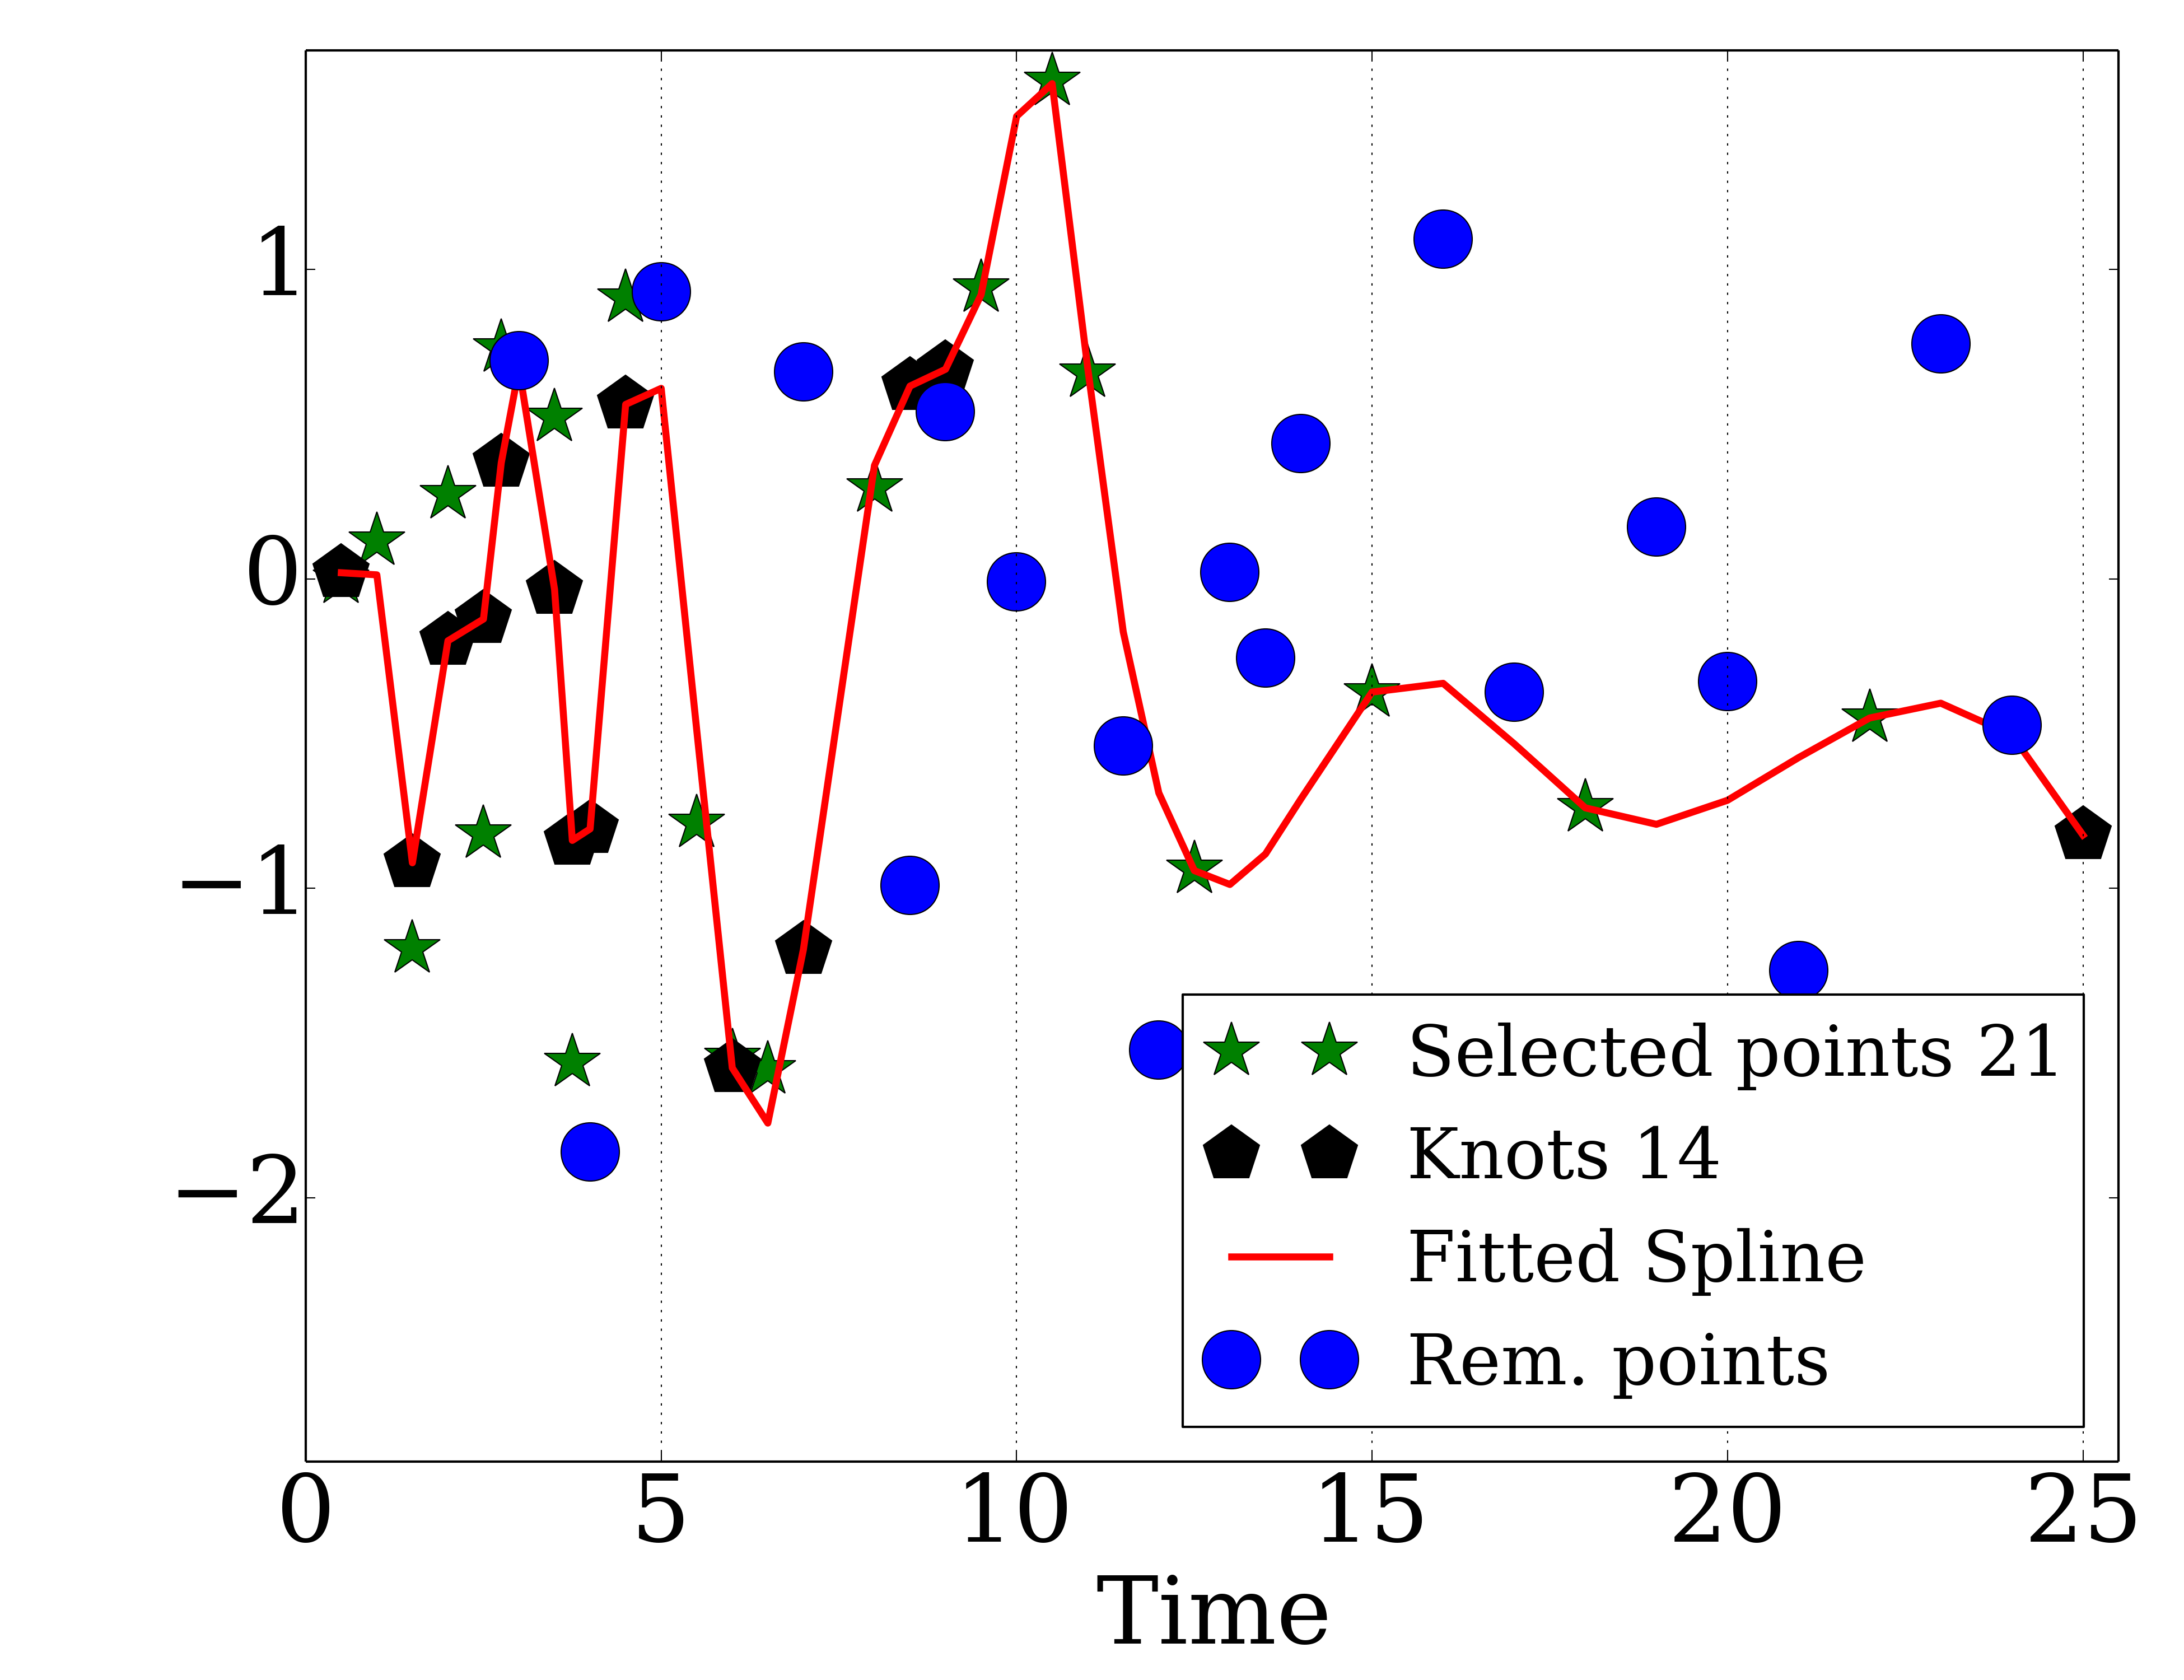 1
0
−1
−2
Selected points 21
Knots 14
Fitted Spline
Rem. points
0 5 10 15 20 25
Time